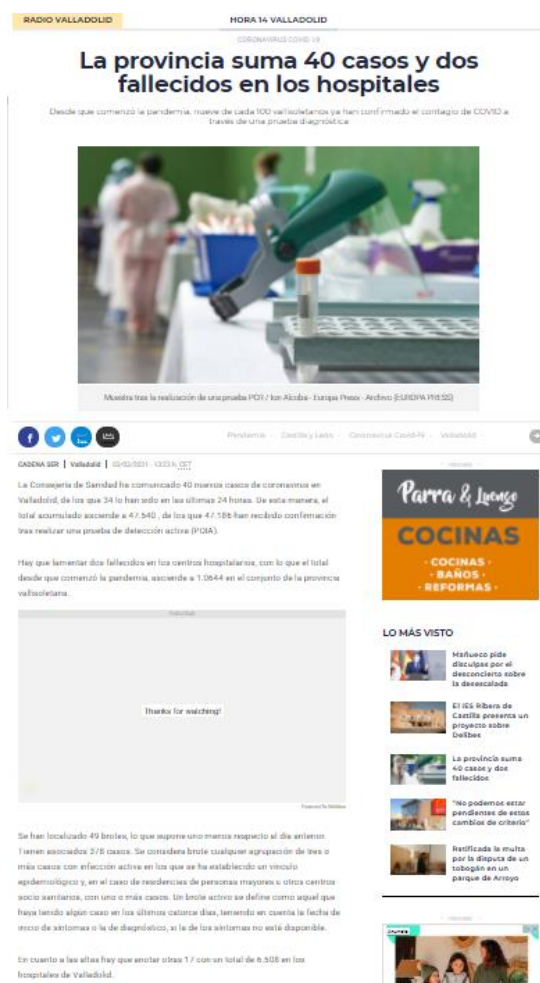 RADIO VALLADOLID
HORA 14 VALLADOLID
CORONAVIRUS COVID-19
La provincia suma 40 casos y dos
fallecidos en los hospitales
Desde que comenzó la pandemia, nueve de cada 100 vallisoletanos ya han confirmado el contagio de COVID a
través de una prueba diagnóstica
Muestra tras la realización de una prueba PCR / Ion Alcoba - Europa Press - Archivo (EUROPA PRESS)
Pandemia - Castilla y León - Coronavirus Covid-19 - Valladolid
CADENA SER | Valladolid | 2021 CET
La Consejería de Sanidad ha comunicado 40 nuevos casos de coronavirus en
Valladolid, de los que 34 lo han sido en las últimas 24 horas. De esta manera, el
total acumulado asciende a 47.540, de los que 47.186 han recibido confirmación
tras realizar una prueba de detección activa (PDIA).
Hay que lamentar dos fallecidos en los centros hospitalarios, con lo que el total
desde que comenzó la pandemia, asciende a 1.0644 en el conjunto de la provincia
vallisoletana.
Publicidad
Thanks for watching!
Se han localizado 49 brotes, lo que supone uno menos respecto al día anterior.
Tienen asociados 378 casos. Se considera brote cualquier agrupación de tres o
más casos con infección activa en los que se ha establecido un vínculo
epidemiológico y, en el caso de residencias de personas mayores u otros centros
socio sanitarios, con uno o más casos. Un brote activo se define como aquel que
haya tenido algún caso en los últimos catorce días, teniendo en cuenta la fecha de
inicio de síntomas o la de diagnóstico, si la de los síntomas no está disponible.
En cuanto a las altas hay que anotar otras 17 con un total de 6.508 en los
hospitales de Valladolid.
Parra & Luengo
COCINAS
· COCINAS ·
· BAÑOS ·
· REFORMAS ·
LO MÁS VISTO
Mañueco pide
disculpas por el
desconcierto sobre
la desescalada
El IES Ribera de
Castilla presenta un
proyecto sobre
Delibes
La provincia suma
40 casos y dos
fallecidos
"No podemos estar
pendientes de estos
cambios de criterio"
Ratificada la multa
por la disputa de un
tobogán en un
parque de Arroyo